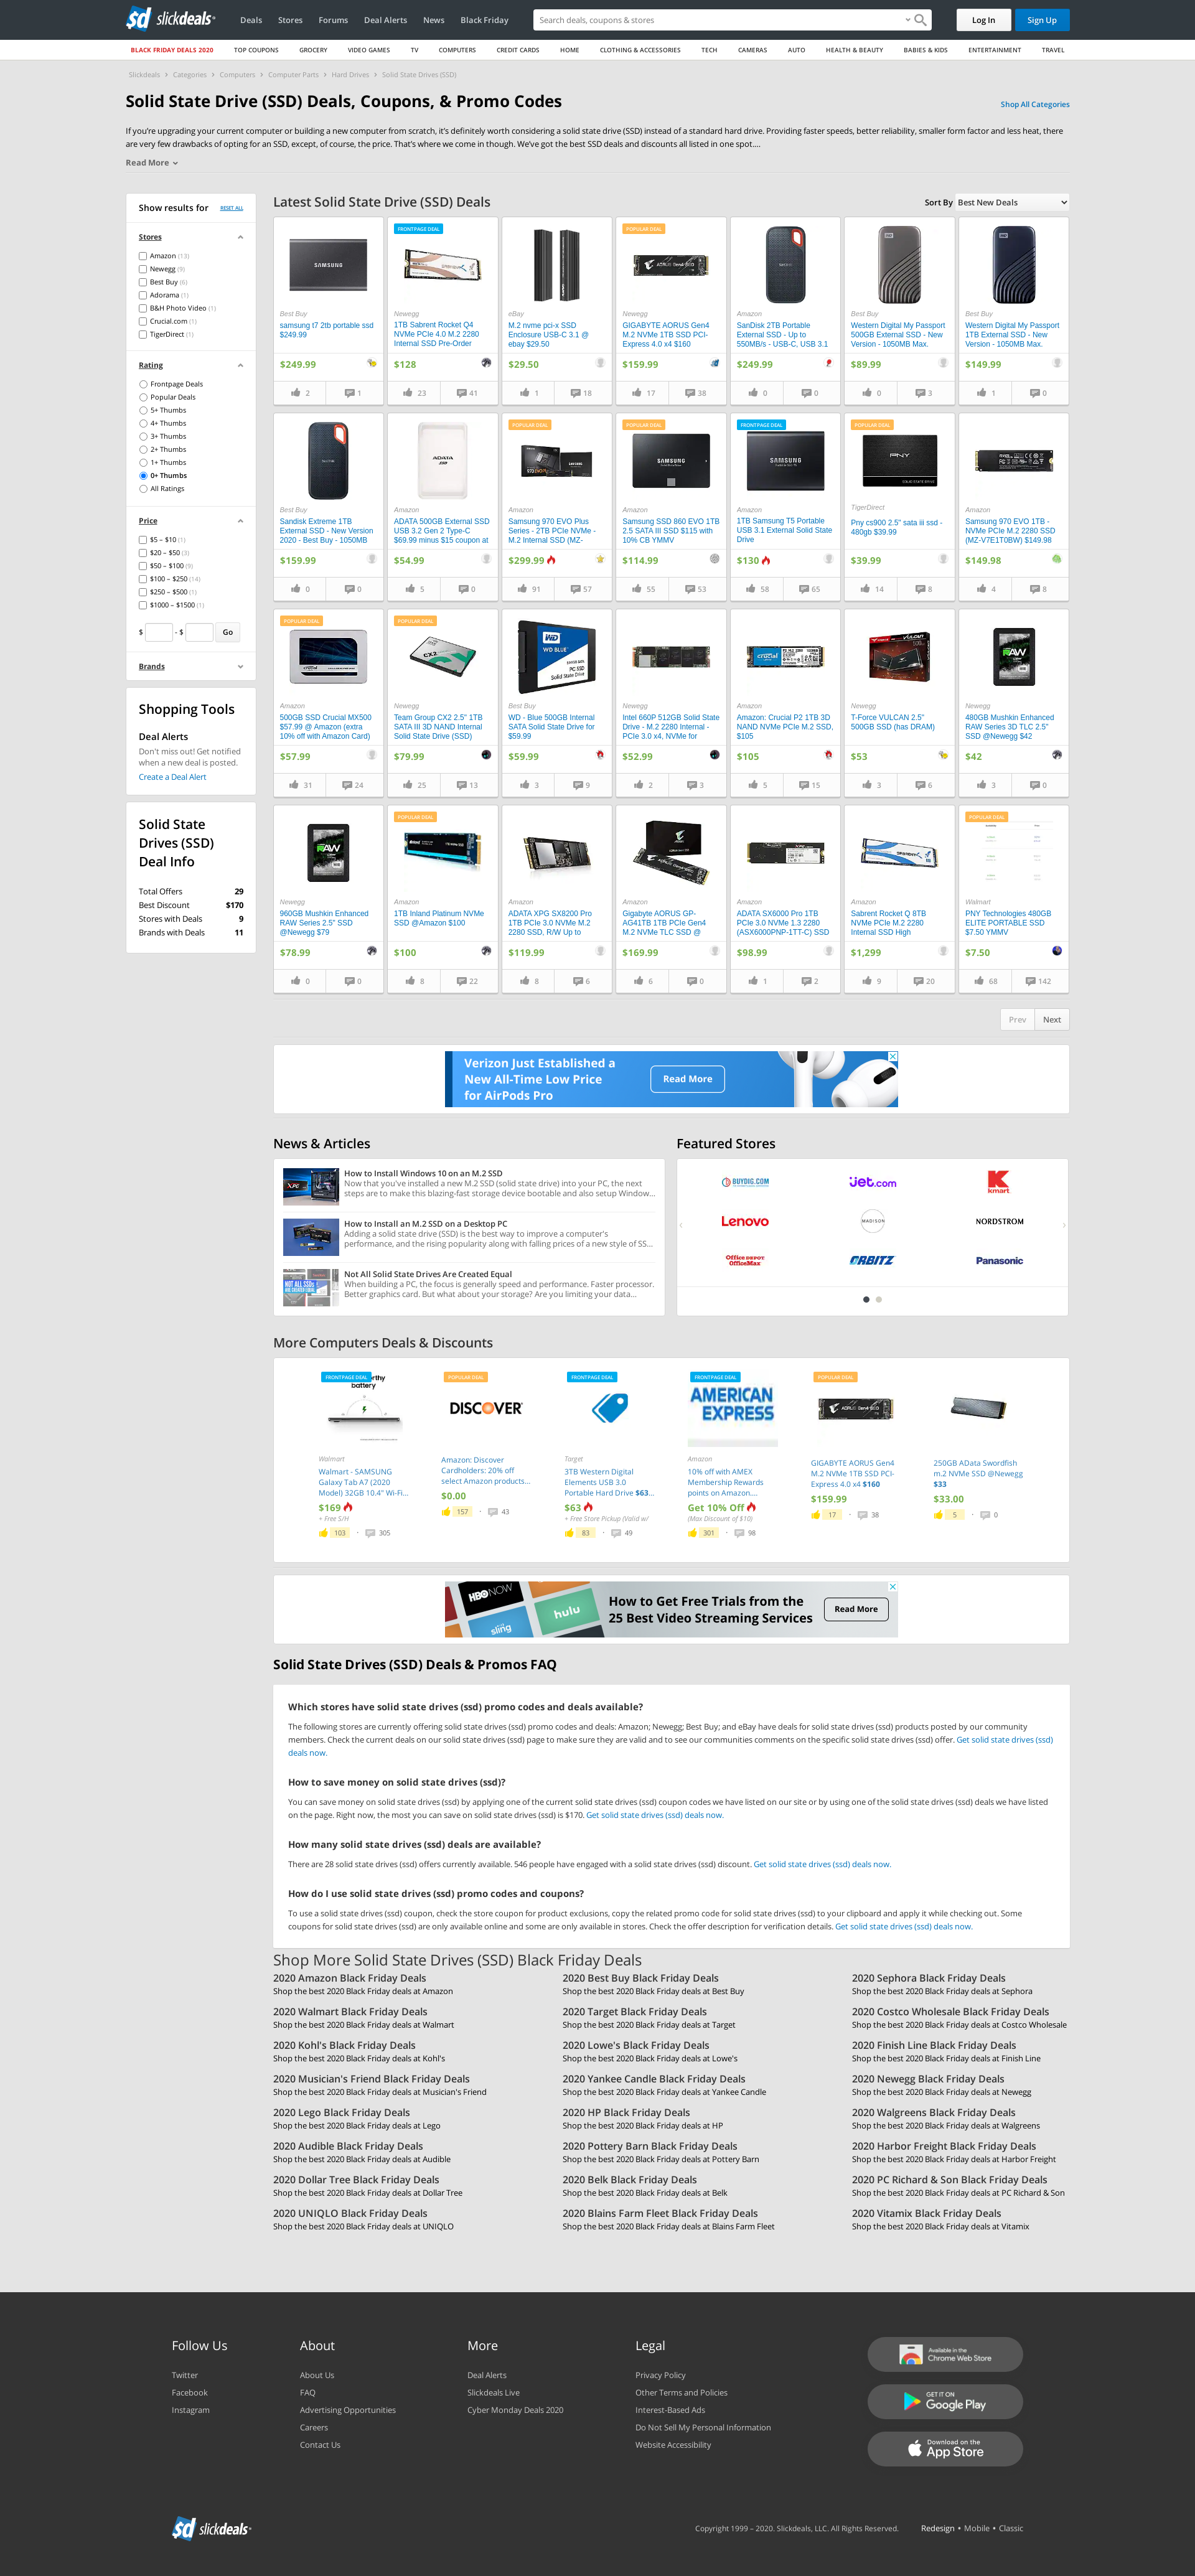 slickdeals
Deals Stores Forums Deal Alerts News Black Friday
Search deals, coupons & stores
Log In Sign Up
BLACK FRIDAY DEALS 2020 TOP COUPONS GROCERY VIDEO GAMES TV COMPUTERS CREDIT CARDS HOME CLOTHING & ACCESSORIES TECH CAMERAS AUTO HEALTH & BEAUTY BABIES & KIDS ENTERTAINMENT TRAVEL
Slickdeals > Categories > Computers > Computer Parts > Hard Drives > Solid State Drives (SSD)
Solid State Drive (SSD) Deals, Coupons, & Promo Codes
Shop All Categories
If you're upgrading your current computer or building a new computer from scratch, it's definitely worth considering a solid state drive (SSD) instead of a standard hard drive. Providing faster speeds, better reliability, smaller form factor and less heat, there
are very few drawbacks of opting for an SSD, except, of course, the price. That's where we come in though. We've got the best SSD deals and discounts all listed in one spot....
Read More
Show results for RESET ALL
Stores
Amazon (13)
Newegg (9)
Best Buy (6)
Adorama (1)
B&H Photo Video (1)
Crucial.com (1)
TigerDirect (1)
Rating
Frontpage Deals
Popular Deals
5+ Thumbs
4+ Thumbs
3+ Thumbs
2+ Thumbs
1+ Thumbs
0+ Thumbs
All Ratings
Price
$5 – $10 (1)
$20 – $50 (3)
$50 – $100 (9)
$100 – $250 (14)
$250 – $500 (1)
$1000 – $1500 (1)
$ - $ Go
Brands
Shopping Tools
Deal Alerts
Don't miss out! Get notified
when a new deal is posted.
Create a Deal Alert
Solid State
Drives (SSD)
Deal Info
Total Offers 29
Best Discount $170
Stores with Deals 9
Brands with Deals 11
Latest Solid State Drive (SSD) Deals
Sort By Best New Deals
SAMSUNG
Best Buy
samsung t7 2tb portable ssd
$249.99
$249.99
2 1
FRONTPAGE DEAL
Newegg
1TB Sabrent Rocket Q4
NVMe PCIe 4.0 M.2 2280
Internal SSD Pre-Order
$128
23 41
eBay
M.2 nvme pci-x SSD
Enclosure USB-C 3.1 @
ebay $29.50
$29.50
1 18
POPULAR DEAL
Newegg
GIGABYTE AORUS Gen4
M.2 NVMe 1TB SSD PCI-
Express 4.0 x4 $160
$159.99
17 38
Amazon
SanDisk 2TB Portable
External SSD - Up to
550MB/s - USB-C, USB 3.1
$249.99
0 0
Best Buy
Western Digital My Passport
500GB External SSD - New
Version - 1050MB Max.
$89.99
0 3
Best Buy
Western Digital My Passport
1TB External SSD - New
Version - 1050MB Max.
$149.99
1 0
Best Buy
Sandisk Extreme 1TB
External SSD - New Version
2020 - Best Buy - 1050MB
$159.99
0 0
ADATA
Amazon
ADATA 500GB External SSD
USB 3.2 Gen 2 Type-C
$69.99 minus $15 coupon at
$54.99
5 0
POPULAR DEAL
Amazon
Samsung 970 EVO Plus
Series - 2TB PCIe NVMe -
M.2 Internal SSD (MZ-
$299.99
91 57
POPULAR DEAL
SAMSUNG
Amazon
Samsung SSD 860 EVO 1TB
2.5 SATA III SSD $115 with
10% CB YMMV
$114.99
55 53
FRONTPAGE DEAL
SAMSUNG
Amazon
1TB Samsung T5 Portable
USB 3.1 External Solid State
Drive
$130
58 65
POPULAR DEAL
PNY
TigerDirect
Pny cs900 2.5" sata iii ssd -
480gb $39.99
$39.99
14 8
Amazon
Samsung 970 EVO 1TB -
NVMe PCIe M.2 2280 SSD
(MZ-V7E1T0BW) $149.98
$149.98
4 8
POPULAR DEAL
Amazon
500GB SSD Crucial MX500
$57.99 @ Amazon (extra
10% off with Amazon Card)
$57.99
31 24
POPULAR DEAL
CX2
Newegg
Team Group CX2 2.5" 1TB
SATA III 3D NAND Internal
Solid State Drive (SSD)
$79.99
25 13
WD BLUE
Best Buy
WD - Blue 500GB Internal
SATA Solid State Drive for
$59.99
$59.99
3 9
Newegg
Intel 660P 512GB Solid State
Drive - M.2 2280 Internal -
PCIe 3.0 x4, NVMe for
$52.99
2 3
crucial
Amazon
Amazon: Crucial P2 1TB 3D
NAND NVMe PCIe M.2 SSD,
$105
$105
5 15
VULCAN
Newegg
T-Force VULCAN 2.5"
500GB SSD (has DRAM)
$53
3 6
RAW
Newegg
480GB Mushkin Enhanced
RAW Series 3D TLC 2.5"
SSD @Newegg $42
$42
3 0
RAW
Newegg
960GB Mushkin Enhanced
RAW Series 2.5" SSD
@Newegg $79
$78.99
0 0
Amazon
1TB Inland Platinum NVMe
SSD @Amazon $100
$100
8 22
Amazon
ADATA XPG SX8200 Pro
1TB PCIe 3.0 NVMe M.2
2280 SSD, R/W Up to
$119.99
8 6
Amazon
Gigabyte AORUS GP-
AG41TB 1TB PCIe Gen4
M.2 NVMe TLC SSD @
$169.99
6 0
Amazon
ADATA SX6000 Pro 1TB
PCIe 3.0 NVMe 1.3 2280
(ASX6000PNP-1TT-C) SSD
$98.99
1 2
Amazon
Sabrent Rocket Q 8TB
NVMe PCIe M.2 2280
Internal SSD High
$1,299
9 20
POPULAR DEAL
Walmart
PNY Technologies 480GB
ELITE PORTABLE SSD
$7.50 YMMV
$7.50
68 142
Prev Next
Verizon Just Established a
New All-Time Low Price
for AirPods Pro
Read More
News & Articles
How to Install Windows 10 on an M.2 SSD
Now that you've installed a new M.2 SSD (solid state drive) into your PC, the next
steps are to make this blazing-fast storage device bootable and also setup Window...
How to Install an M.2 SSD on a Desktop PC
Adding a solid state drive (SSD) is the best way to improve a computer's
performance, and the rising popularity along with falling prices of a new style of SS...
NOT ALL SSDs
Not All Solid State Drives Are Created Equal
When building a PC, the focus is generally speed and performance. Faster processor.
Better graphics card. But what about your storage? Are you limiting your data...
Featured Stores
BUYDIG.COM jet.com kmart
Lenovo MADISON NORDSTROM
Office DEPOT OfficeMax ORBITZ Panasonic
More Computers Deals & Discounts
FRONTPAGE DEAL
battery
Walmart
Walmart - SAMSUNG
Galaxy Tab A7 (2020
Model) 32GB 10.4" Wi-Fi...
$169
+ Free S/H
103 · 305
POPULAR DEAL
DISCOVER
Amazon: Discover
Cardholders: 20% off
select Amazon products...
$0.00
157 · 43
FRONTPAGE DEAL
Target
3TB Western Digital
Elements USB 3.0
Portable Hard Drive $63...
$63
+ Free Store Pickup (Valid w/
83 · 49
FRONTPAGE DEAL
AMERICAN EXPRESS
Amazon
10% off with AMEX
Membership Rewards
points on Amazon....
Get 10% Off
(Max Discount of $10)
301 · 98
POPULAR DEAL
GIGABYTE AORUS Gen4
M.2 NVMe 1TB SSD PCI-
Express 4.0 x4 $160
$159.99
17 · 38
250GB AData Swordfish
m.2 NVMe SSD @Newegg
$33
$33.00
5 · 0
HBO NOW
sling
hulu
How to Get Free Trials from the
25 Best Video Streaming Services
Read More
Solid State Drives (SSD) Deals & Promos FAQ
Which stores have solid state drives (ssd) promo codes and deals available?
The following stores are currently offering solid state drives (ssd) promo codes and deals: Amazon; Newegg; Best Buy; and eBay have deals for solid state drives (ssd) products posted by our community
members. Check the current deals on our solid state drives (ssd) page to make sure they are valid and to see our communities comments on the specific solid state drives (ssd) offer. Get solid state drives (ssd)
deals now.
How to save money on solid state drives (ssd)?
You can save money on solid state drives (ssd) by applying one of the current solid state drives (ssd) coupon codes we have listed on our site or by using one of the solid state drives (ssd) deals we have listed
on the page. Right now, the most you can save on solid state drives (ssd) is $170. Get solid state drives (ssd) deals now.
How many solid state drives (ssd) deals are available?
There are 28 solid state drives (ssd) offers currently available. 546 people have engaged with a solid state drives (ssd) discount. Get solid state drives (ssd) deals now.
How do I use solid state drives (ssd) promo codes and coupons?
To use a solid state drives (ssd) coupon, check the store coupon for product exclusions, copy the related promo code for solid state drives (ssd) to your clipboard and apply it while checking out. Some
coupons for solid state drives (ssd) are only available online and some are only available in stores. Check the offer description for verification details. Get solid state drives (ssd) deals now.
Shop More Solid State Drives (SSD) Black Friday Deals
2020 Amazon Black Friday Deals 2020 Best Buy Black Friday Deals 2020 Sephora Black Friday Deals
Shop the best 2020 Black Friday deals at Amazon Shop the best 2020 Black Friday deals at Best Buy Shop the best 2020 Black Friday deals at Sephora
2020 Walmart Black Friday Deals 2020 Target Black Friday Deals 2020 Costco Wholesale Black Friday Deals
Shop the best 2020 Black Friday deals at Walmart Shop the best 2020 Black Friday deals at Target Shop the best 2020 Black Friday deals at Costco Wholesale
2020 Kohl's Black Friday Deals 2020 Lowe's Black Friday Deals 2020 Finish Line Black Friday Deals
Shop the best 2020 Black Friday deals at Kohl's Shop the best 2020 Black Friday deals at Lowe's Shop the best 2020 Black Friday deals at Finish Line
2020 Musician's Friend Black Friday Deals 2020 Yankee Candle Black Friday Deals 2020 Newegg Black Friday Deals
Shop the best 2020 Black Friday deals at Musician's Friend Shop the best 2020 Black Friday deals at Yankee Candle Shop the best 2020 Black Friday deals at Newegg
2020 Lego Black Friday Deals 2020 HP Black Friday Deals 2020 Walgreens Black Friday Deals
Shop the best 2020 Black Friday deals at Lego Shop the best 2020 Black Friday deals at HP Shop the best 2020 Black Friday deals at Walgreens
2020 Audible Black Friday Deals 2020 Pottery Barn Black Friday Deals 2020 Harbor Freight Black Friday Deals
Shop the best 2020 Black Friday deals at Audible Shop the best 2020 Black Friday deals at Pottery Barn Shop the best 2020 Black Friday deals at Harbor Freight
2020 Dollar Tree Black Friday Deals 2020 Belk Black Friday Deals 2020 PC Richard & Son Black Friday Deals
Shop the best 2020 Black Friday deals at Dollar Tree Shop the best 2020 Black Friday deals at Belk Shop the best 2020 Black Friday deals at PC Richard & Son
2020 UNIQLO Black Friday Deals 2020 Blains Farm Fleet Black Friday Deals 2020 Vitamix Black Friday Deals
Shop the best 2020 Black Friday deals at UNIQLO Shop the best 2020 Black Friday deals at Blains Farm Fleet Shop the best 2020 Black Friday deals at Vitamix
Follow Us
Twitter
Facebook
Instagram
About
About Us
FAQ
Advertising Opportunities
Careers
Contact Us
More
Deal Alerts
Slickdeals Live
Cyber Monday Deals 2020
Legal
Privacy Policy
Other Terms and Policies
Interest-Based Ads
Do Not Sell My Personal Information
Website Accessibility
Available in the
Chrome Web Store
GET IT ON
Google Play
Download on the
App Store
slickdeals
Copyright 1999 – 2020. Slickdeals, LLC. All Rights Reserved. Redesign • Mobile • Classic